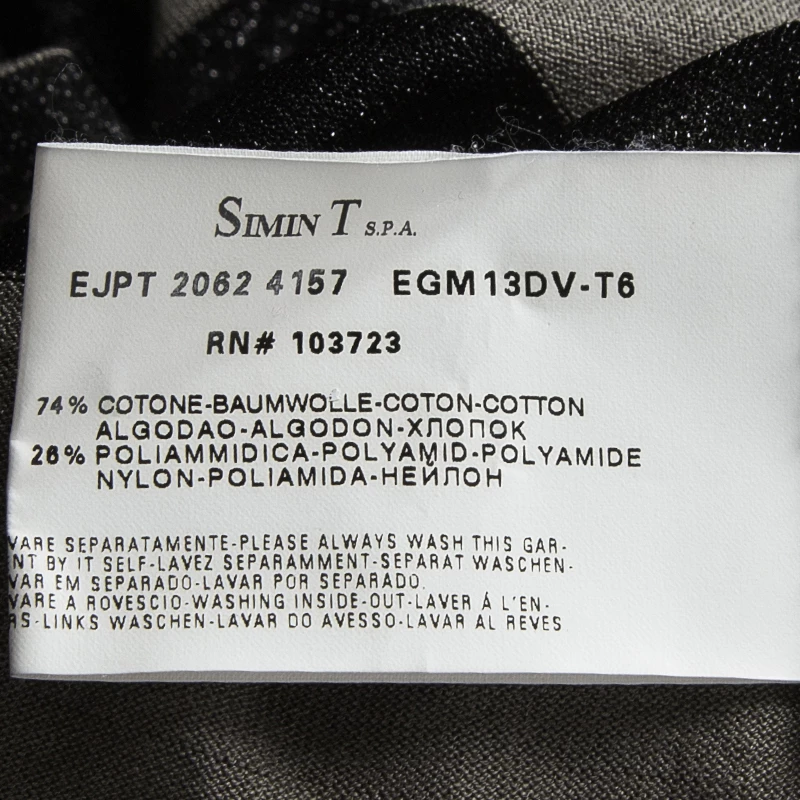 SIMIN T S.P.A.
EJPT 2062 4157 EGM13DV-T6
RN# 103723
74% COTONE-BAUMWOLLE-COTON-COTTON
ALGODAO-ALGODON-ХЛОПОК
26% POLIAMMIDICA-POLYAMID-POLYAMIDE
NYLON-POLIAMIDA-НЕЙЛОН
VARE SEPARATAMENTE-PLEASE ALWAYS WASH THIS GAR-
NT BY IT SELF-LAVEZ SEPARAMMENT-SEPARAT WASCHEN-
VAR EM SEPARADO-LAVAR POR SEPARADO.
VARE A ROVESCIO-WASHING INSIDE-OUT-LAVER Á L'EN-
RS-LINKS WASCHEN-LAVAR DO AVESSO-LAVAR AL REVES